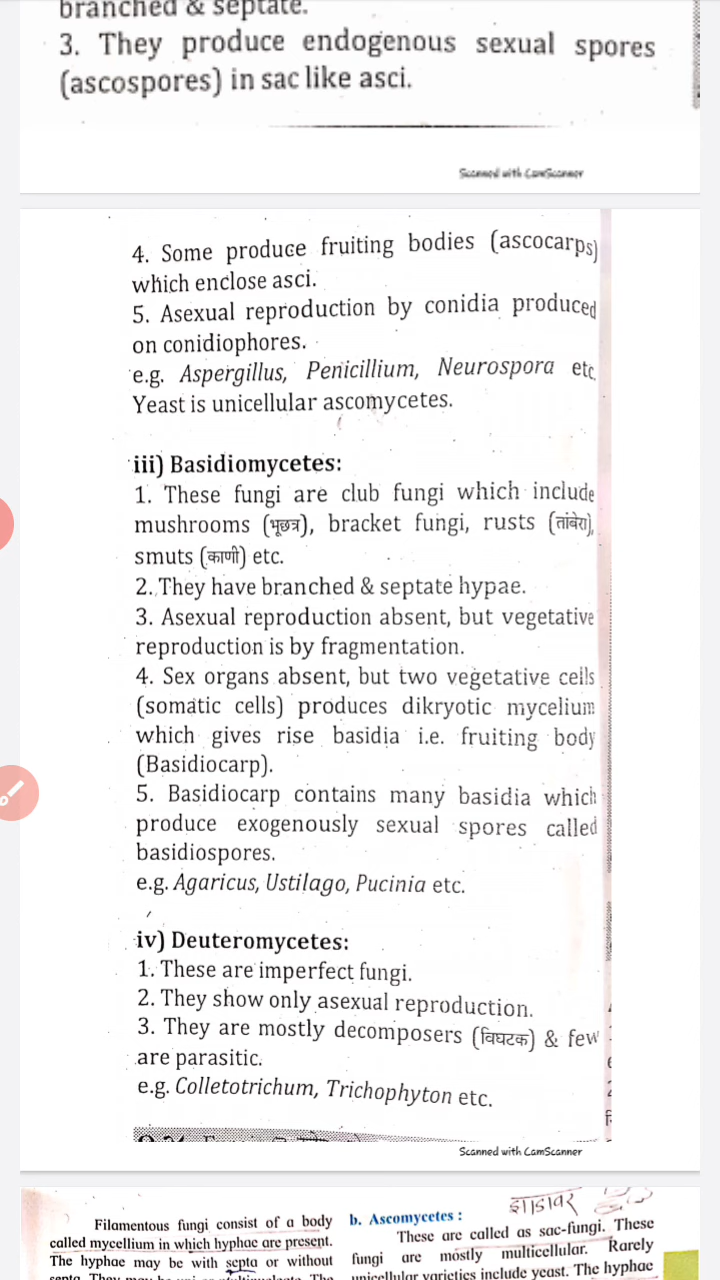 branched & septate.
3. They produce endogenous sexual spores
(ascospores) in sac like asci.
Scanned with CamScanner
4. Some produce fruiting bodies (ascocarps)
which enclose asci.
5. Asexual reproduction by conidia produced
on conidiophores.
e.g. Aspergillus, Penicillium, Neurospora etc
Yeast is unicellular ascomycetes.
iii) Basidiomycetes:
1. These fungi are club fungi which include
mushrooms (भूछत्र), bracket fungi, rusts (तांबेरा),
smuts (काणी) etc.
2. They have branched & septate hypae.
3. Asexual reproduction absent, but vegetative
reproduction is by fragmentation.
4. Sex organs absent, but two vegetative cells
(somatic cells) produces dikryotic mycelium
which gives rise basidia i.e. fruiting body
(Basidiocarp).
5. Basidiocarp contains many basidia which
produce exogenously sexual spores called
basidiospores.
e.g. Agaricus, Ustilago, Pucinia etc.
iv) Deuteromycetes:
1. These are imperfect fungi.
2. They show only asexual reproduction.
3. They are mostly decomposers (विघटक) & few
are parasitic.
e.g. Colletotrichum, Trichophyton etc.
Scanned with CamScanner
Filamentous fungi consist of a body
called mycellium in which hyphae are present.
The hyphae may be with septa or without
b. Ascomycetes :
These are called as sac-fungi. These
fungi are mostly multicellular. Rarely
unicellular varieties include yeast. The hyphae